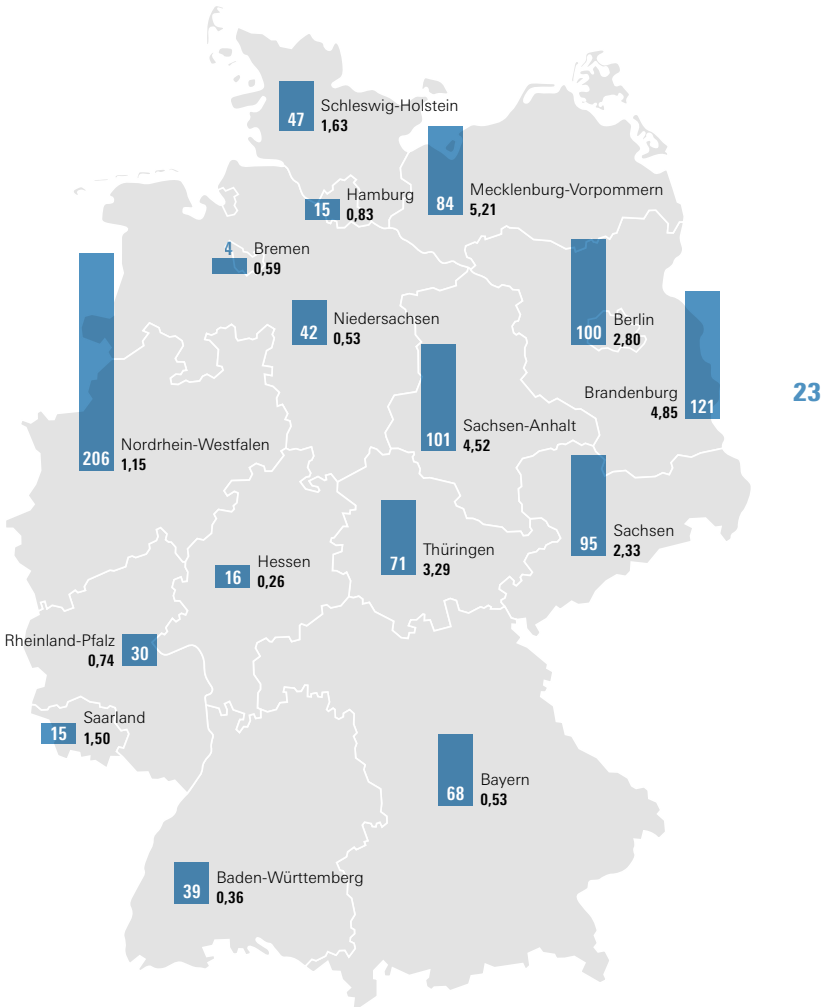 47
Schleswig-Holstein
1,63
84
Mecklenburg-Vorpommern
5,21
15
Hamburg
0,83
4
Bremen
0,59
42
Niedersachsen
0,53
100
Berlin
2,80
Brandenburg
4,85
121
23
206
Nordrhein-Westfalen
1,15
101
Sachsen-Anhalt
4,52
95
Sachsen
2,33
71
Thüringen
3,29
16
Hessen
0,26
Rheinland-Pfalz
0,74
30
15
Saarland
1,50
68
Bayern
0,53
39
Baden-Württemberg
0,36